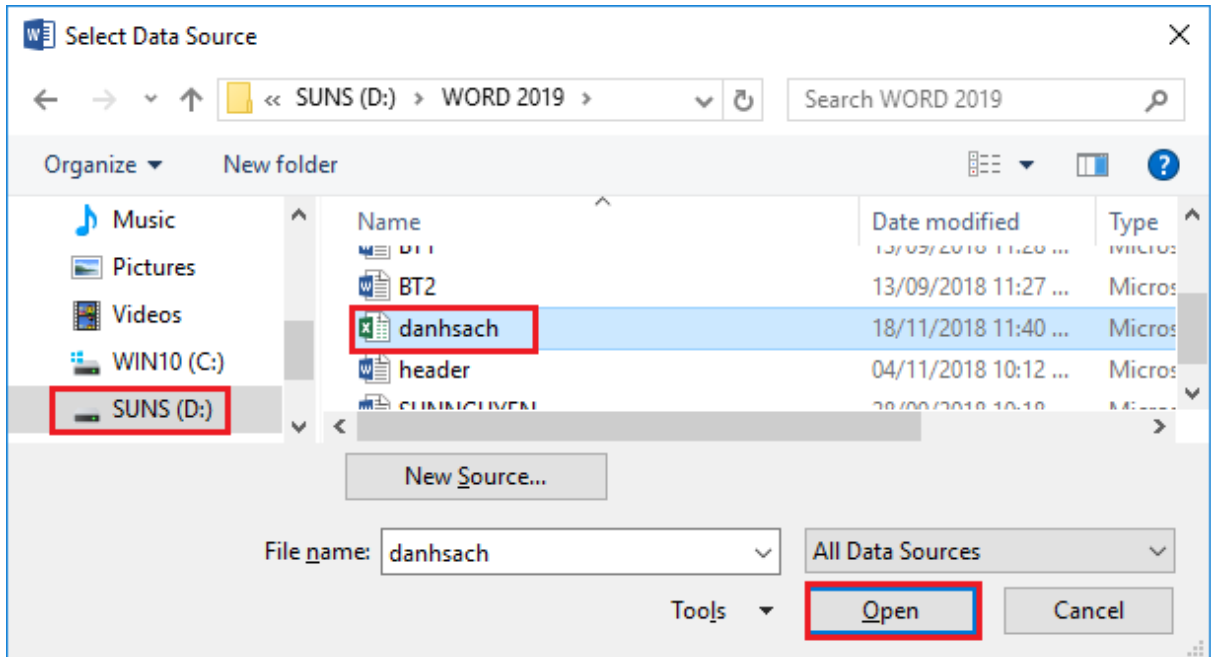 Select Data Source
« SUNS (D:) > WORD 2019 >
Search WORD 2019
Organize
New folder
Music
Pictures
Videos
WIN10 (C:)
SUNS (D:)
Name Date modified Type
BT1
BT2 13/09/2018 11:27 ... Micros
danhsach 18/11/2018 11:40 ... Micros
header 04/11/2018 10:12 ... Micros
SUNNGUYEN
New Source...
File name: danhsach
All Data Sources
Tools
Open
Cancel